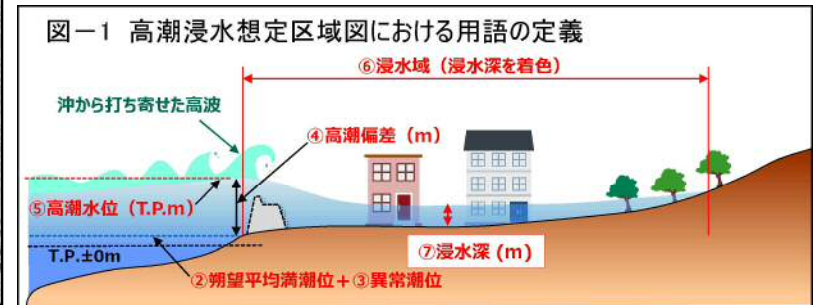 図－1 高潮浸水想定区域図における用語の定義
⑥浸水域（浸水深を着色）
沖から打ち寄せた高波
④高潮偏差（m）
⑤高潮水位（T.P.m）
⑦浸水深 (m)
T.P.±0m
②朔望平均満潮位＋③異常潮位